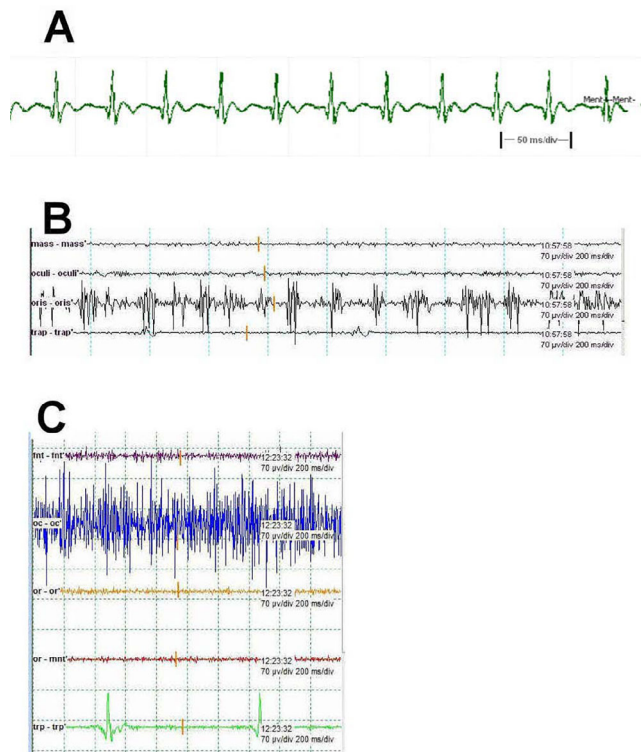 A
Ment-Ment-
50 ms/div
B
mass - mass'
10:57:58
70 µv/div 200 ms/div
oculi - oculi'
10:57:58
70 µv/div 200 ms/div
oris - oris'
10:57:58
70 µv/div 200 ms/div
trap - trap'
10:57:58
70 µv/div 200 ms/div
C
fnt - fnt'
12:23:32
70 µv/div 200 ms/div
oc - oc'
12:23:32
70 µv/div 200 ms/div
or - or'
12:23:32
70 µv/div 200 ms/div
or - mnt'
12:23:32
70 µv/div 200 ms/div
trp - trp'
12:23:32
70 µv/div 200 ms/div